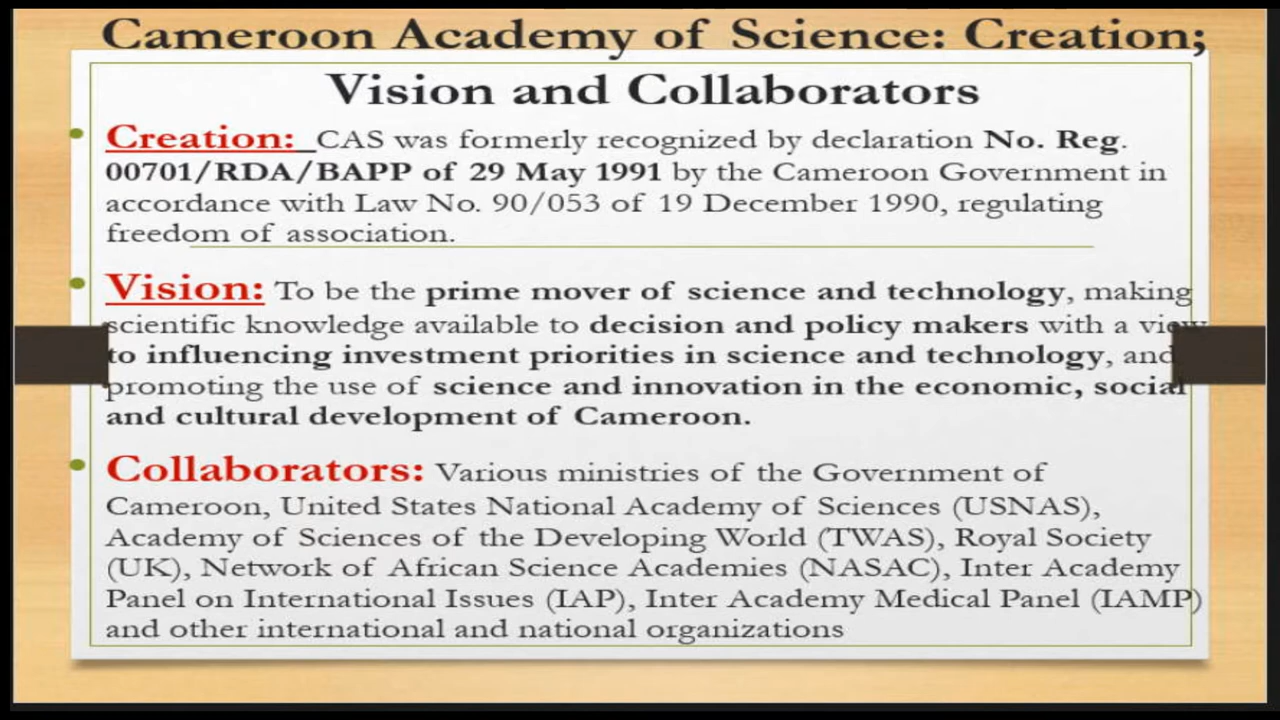 Cameroon Academy of Science: Creation;
Vision and Collaborators
• Creation: CAS was formerly recognized by declaration No. Reg.
00701/RDA/BAPP of 29 May 1991 by the Cameroon Government in
accordance with Law No. 90/053 of 19 December 1990, regulating
freedom of association.
• Vision: To be the prime mover of science and technology, making
scientific knowledge available to decision and policy makers with a view
to influencing investment priorities in science and technology, and
promoting the use of science and innovation in the economic, social
and cultural development of Cameroon.
• Collaborators: Various ministries of the Government of
Cameroon, United States National Academy of Sciences (USNAS),
Academy of Sciences of the Developing World (TWAS), Royal Society
(UK), Network of African Science Academies (NASAC), Inter Academy
Panel on International Issues (IAP), Inter Academy Medical Panel (IAMP)
and other international and national organizations